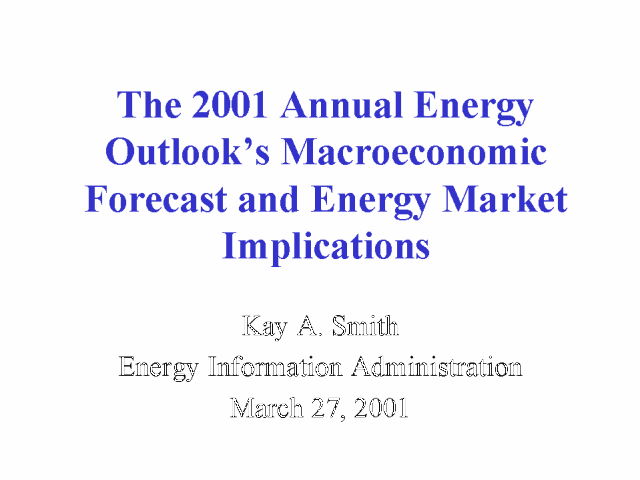 The 2001 Annual Energy
Outlook’s Macroeconomic
Forecast and Energy Market
Implications
Kay A. Smith
Energy Information Administration
March 27, 2001